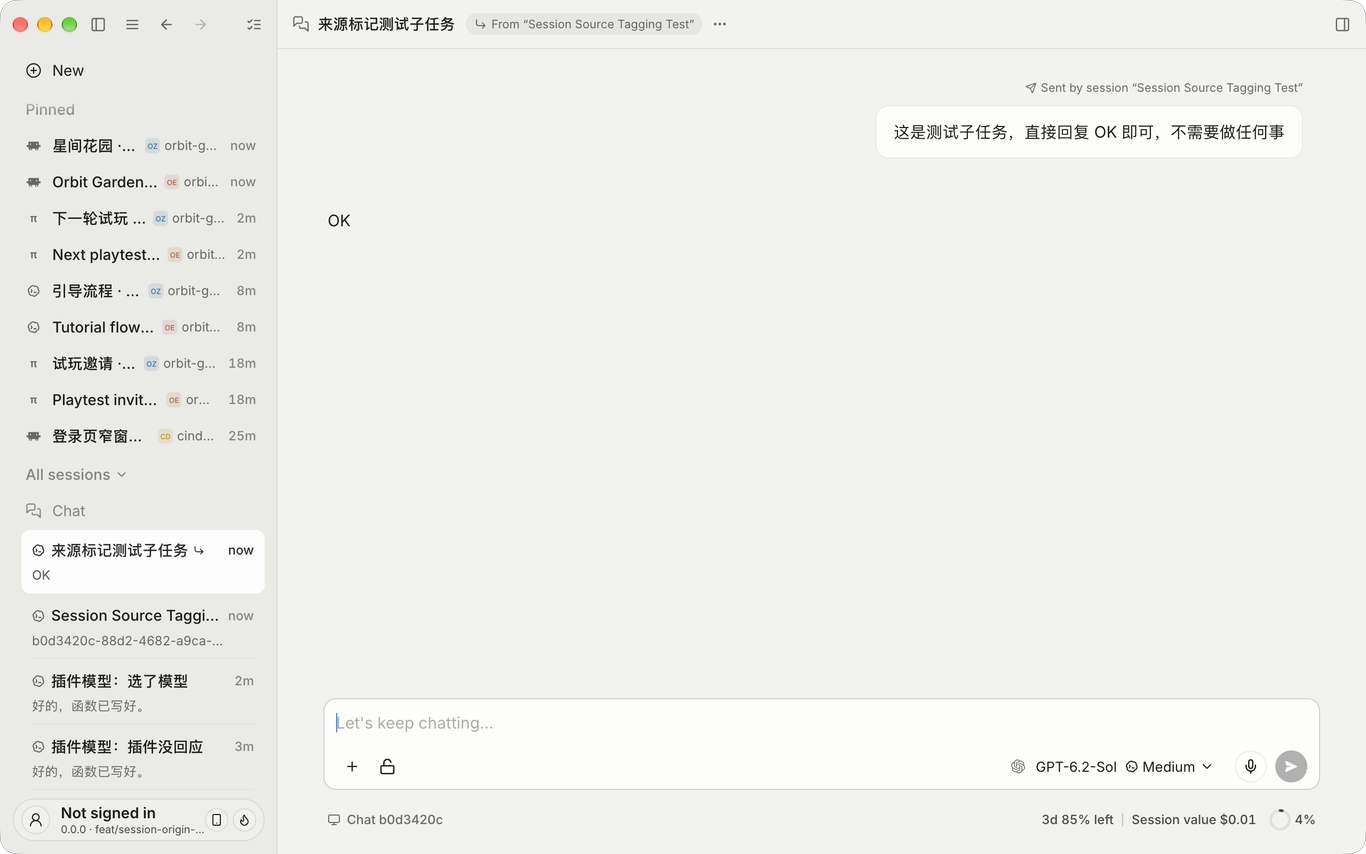 来源标记测试子任务 From “Session Source Tagging Test”
New
Pinned
星间花园 ·... OZ orbit-g... now
Orbit Garden... OE orbi... now
π 下一轮试玩 ... OZ orbit-g... 2m
π Next playtest... OE orbit... 2m
引导流程 · ... OZ orbit-g... 8m
Tutorial flow... OE orbit... 8m
π 试玩邀请 ·... OZ orbit-g... 18m
π Playtest invit... OE or... 18m
登录页窄窗... CD cind... 25m
All sessions
Chat
来源标记测试子任务 now
OK
Session Source Taggi... now
b0d3420c-88d2-4682-a9ca-...
插件模型：选了模型 2m
好的，函数已写好。
插件模型：插件没回应 3m
好的，函数已写好。
Not signed in
0.0.0 · feat/session-origin-...
Sent by session “Session Source Tagging Test”
这是测试子任务，直接回复 OK 即可，不需要做任何事
OK
Let's keep chatting...
GPT-6.2-Sol Medium
Chat b0d3420c
3d 85% left
Session value $0.01
4%